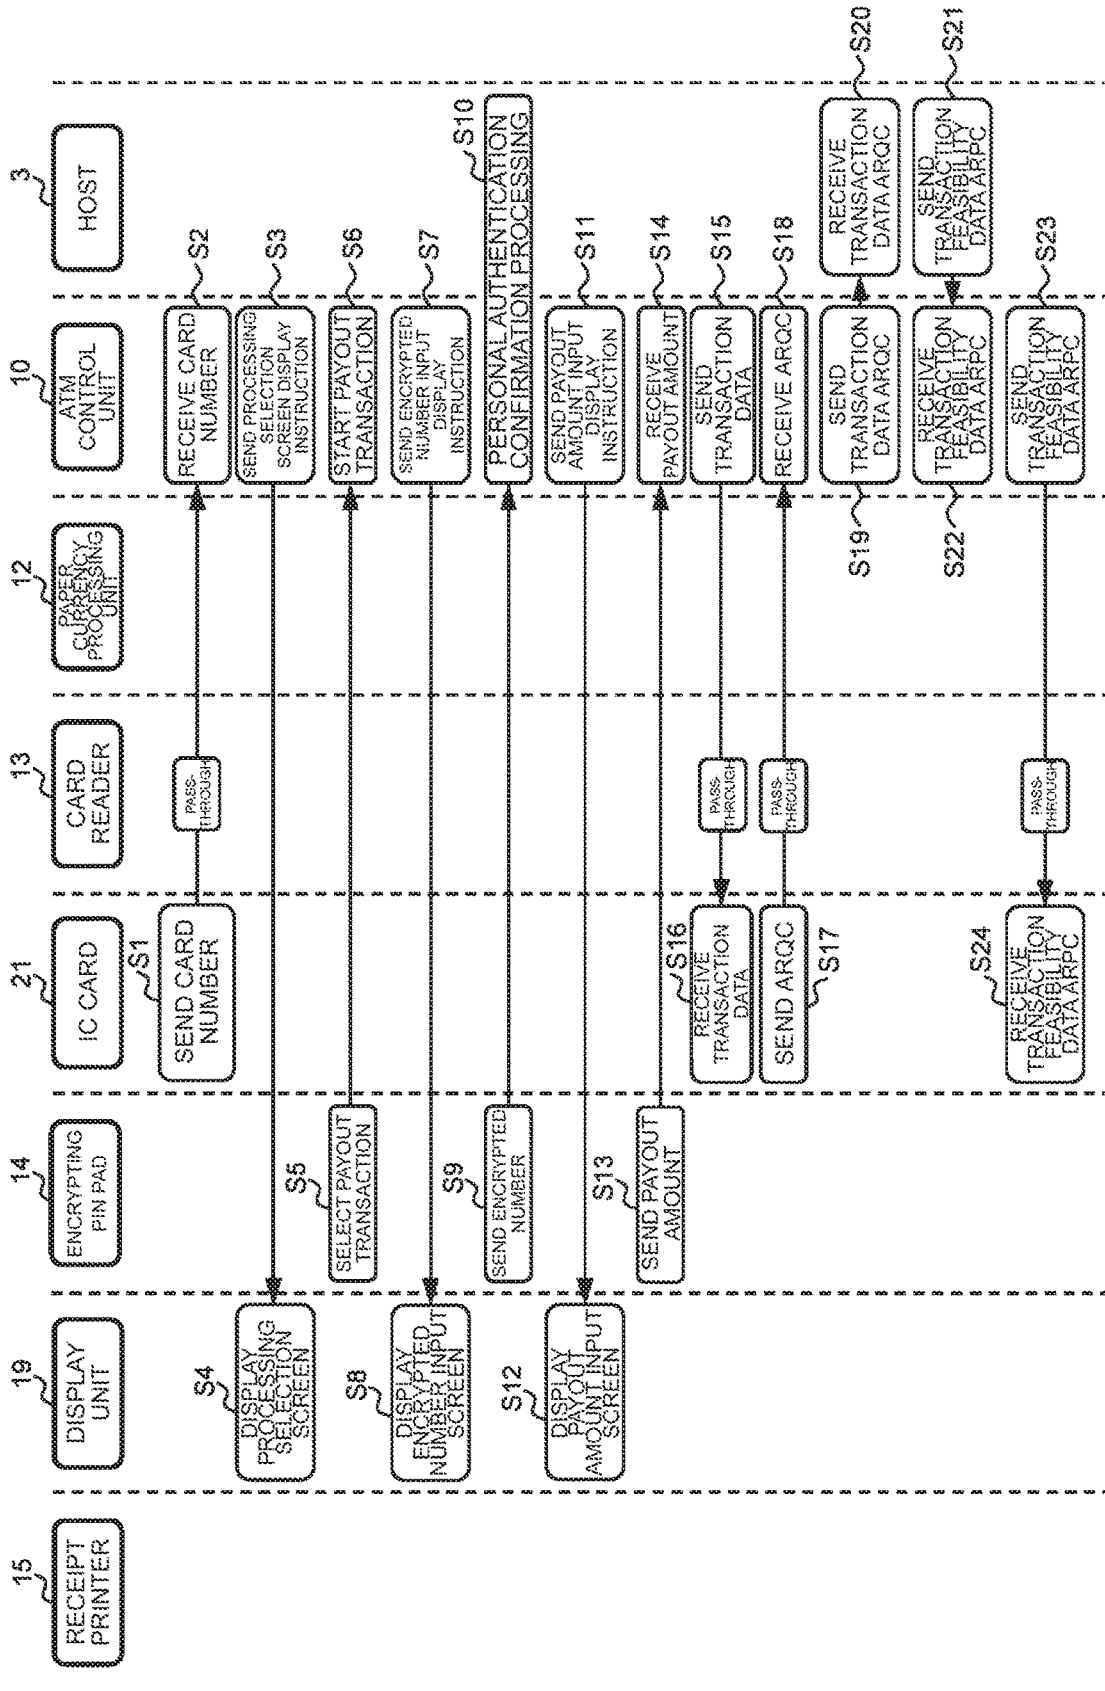 15
RECEIPT
PRINTER
19
DISPLAY
UNIT
14
ENCRYPTING
PIN PAD
21
IC CARD
13
CARD
READER
12
PAPER
CURRENCY
PROCESSING
UNIT
10
ATM
CONTROL
UNIT
3
HOST
S1
SEND CARD
NUMBER
PASS-
THROUGH
RECEIVE CARD
NUMBER
S2
S4
DISPLAY
PROCESSING
SELECTION
SCREEN
SEND PROCESSING
SELECTION
SCREEN DISPLAY
INSTRUCTION
S3
S5
SELECT PAYOUT
TRANSACTION
START PAYOUT
TRANSACTION
S6
S8
DISPLAY
ENCRYPTED
NUMBER INPUT
SCREEN
SEND ENCRYPTED
NUMBER INPUT
DISPLAY
INSTRUCTION
S7
S9
SEND ENCRYPTED
NUMBER
PERSONAL AUTHENTICATION
CONFIRMATION PROCESSING
S10
S12
DISPLAY
PAYOUT
AMOUNT INPUT
SCREEN
SEND PAYOUT
AMOUNT INPUT
DISPLAY
INSTRUCTION
S11
S13
SEND PAYOUT
AMOUNT
RECEIVE
PAYOUT AMOUNT
S14
S16
RECEIVE
TRANSACTION
DATA
PASS-
THROUGH
SEND
TRANSACTION
DATA
S15
SEND ARQC
S17
PASS-
THROUGH
RECEIVE ARQC
S18
S19
SEND
TRANSACTION
DATA ARQC
RECEIVE
TRANSACTION
DATA ARQC
S20
S22
RECEIVE
TRANSACTION
FEASIBILITY
DATA ARPC
SEND
TRANSACTION
FEASIBILITY
DATA ARPC
S21
S24
RECEIVE
TRANSACTION
FEASIBILITY
DATA ARPC
PASS-
THROUGH
SEND
TRANSACTION
FEASIBILITY
DATA ARPC
S23